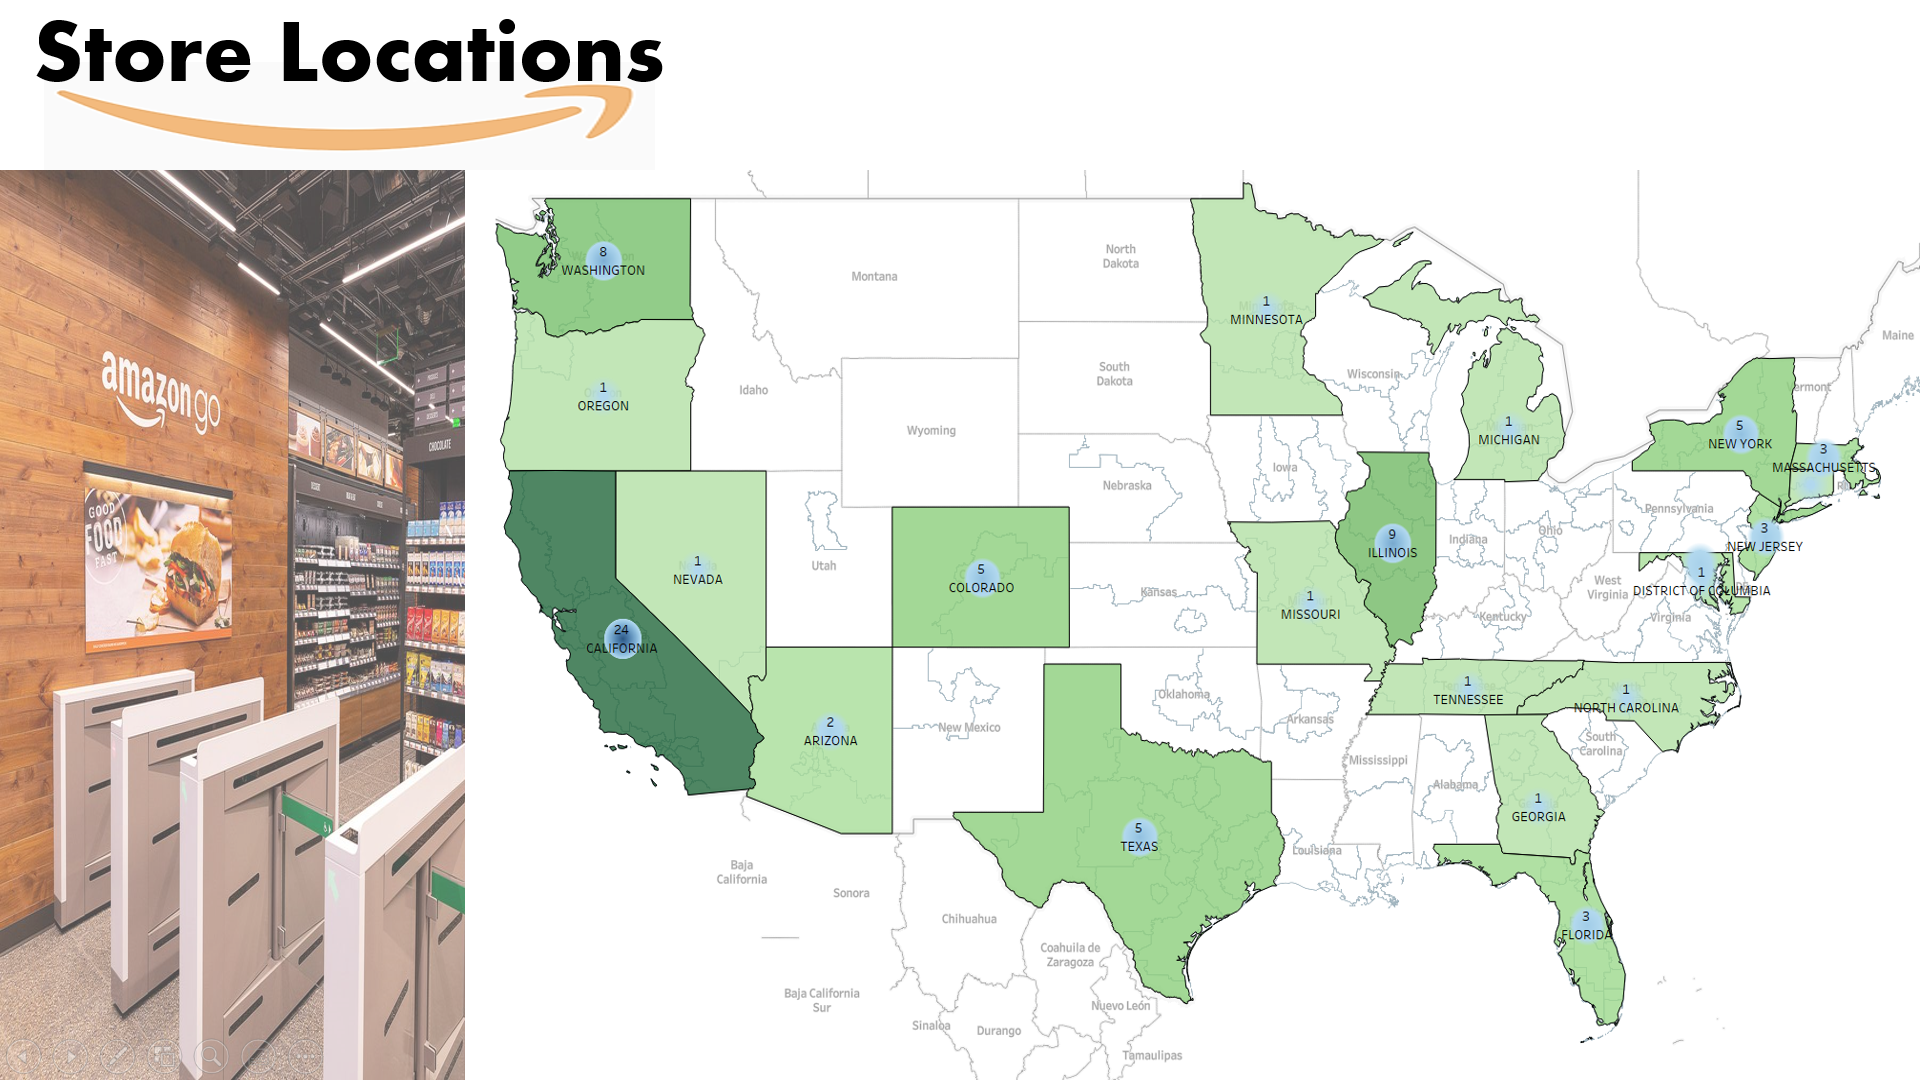 Store Locations
amazon go
GOOD
FOOD
FAST
CHOCOLATE
8
WASHINGTON
1
OREGON
24
CALIFORNIA
1
NEVADA
2
ARIZONA
5
COLORADO
5
TEXAS
1
MINNESOTA
1
MISSOURI
9
ILLINOIS
1
MICHIGAN
1
TENNESSEE
1
NORTH CAROLINA
1
GEORGIA
3
FLORIDA
5
NEW YORK
3
MASSACHUSETTS
3
NEW JERSEY
1
DISTRICT OF COLUMBIA
Montana
North
Dakota
South
Dakota
Idaho
Wyoming
Utah
Nebraska
Kansas
Iowa
Wisconsin
Indiana
Ohio
Pennsylvania
West
Virginia
Virginia
Kentucky
Vermont
Maine
Oklahoma
Arkansas
New Mexico
Mississippi
Alabama
South
Carolina
Louisiana
Baja
California
Sonora
Chihuahua
Coahuila de
Zaragoza
Baja California
Sur
Sinaloa
Durango
Nuevo León
Tamaulipas